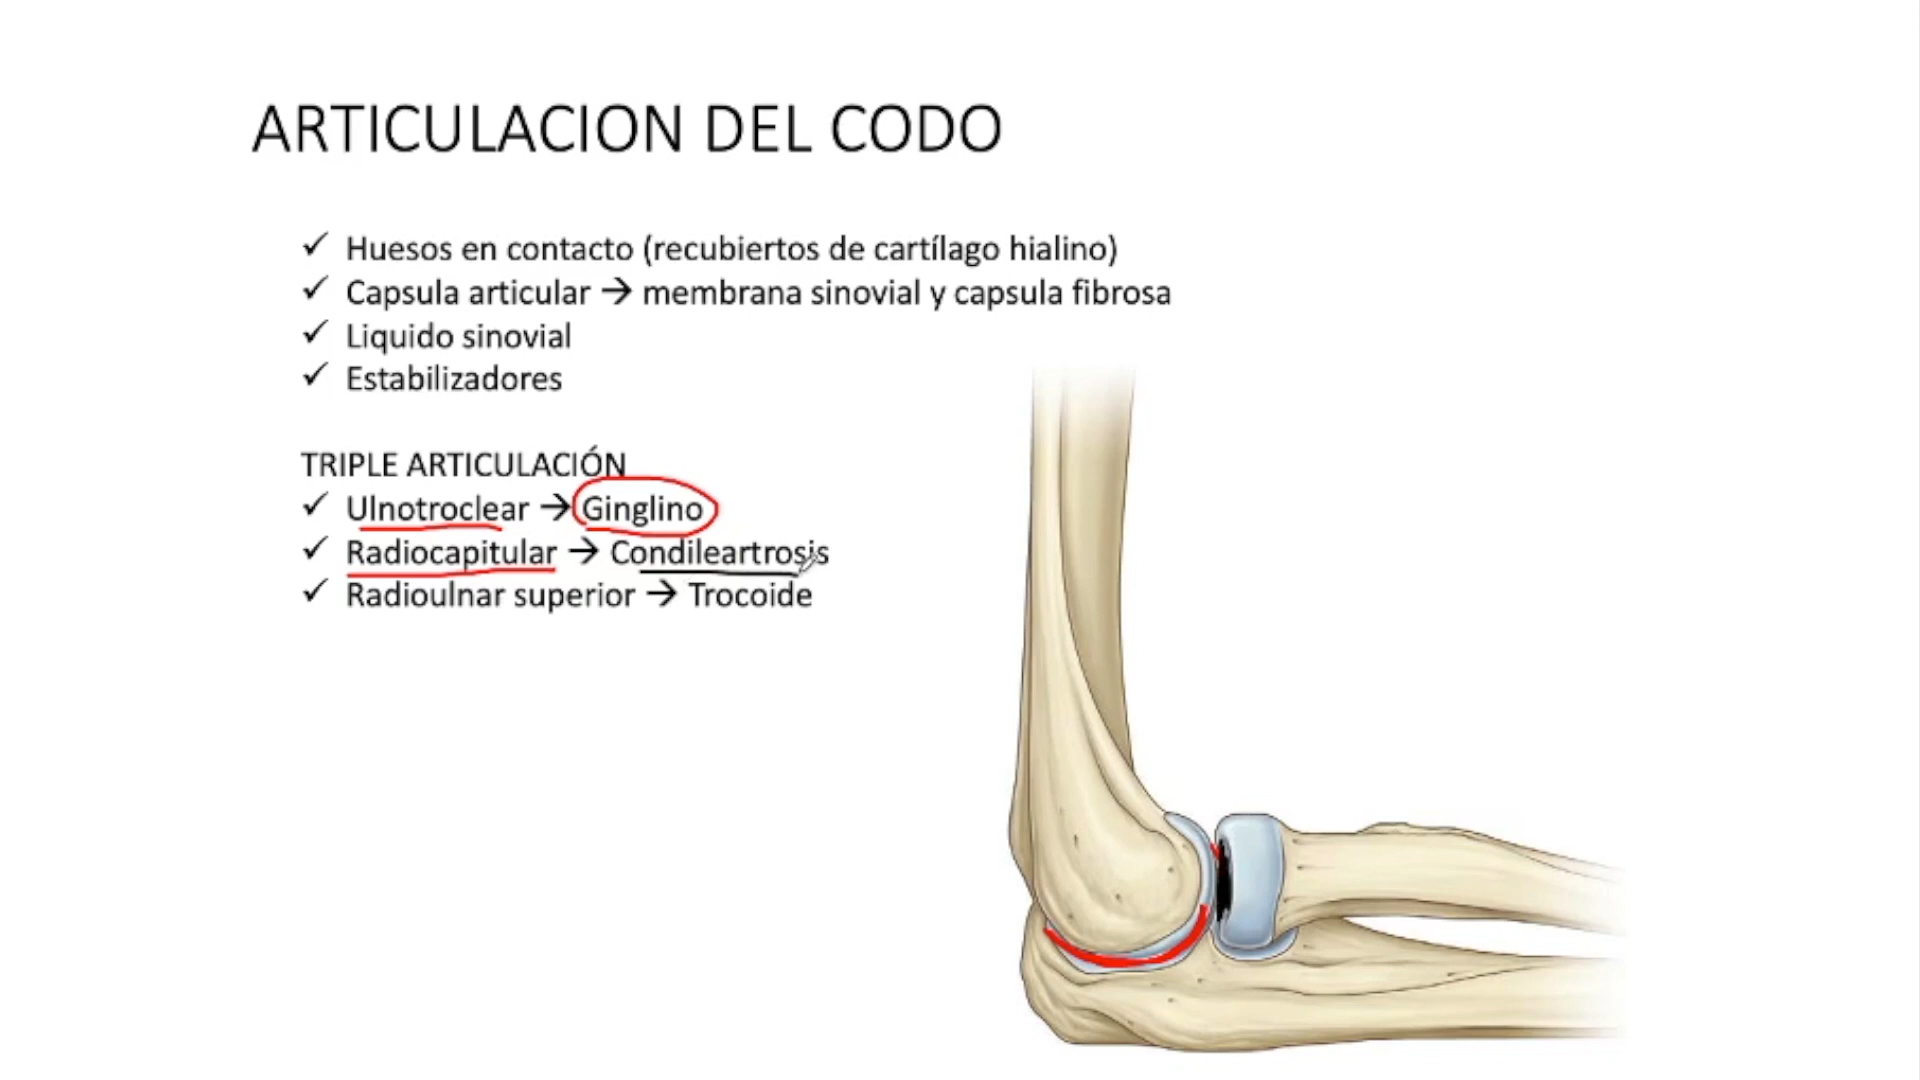 ARTICULACION DEL CODO
✓ Huesos en contacto (recubiertos de cartílago hialino)
✓ Capsula articular → membrana sinovial y capsula fibrosa
✓ Liquido sinovial
✓ Estabilizadores
TRIPLE ARTICULACIÓN
✓ Ulnotroclear → Ginglino
✓ Radiocapitular → Condileartrosis
✓ Radioulnar superior → Trocoide